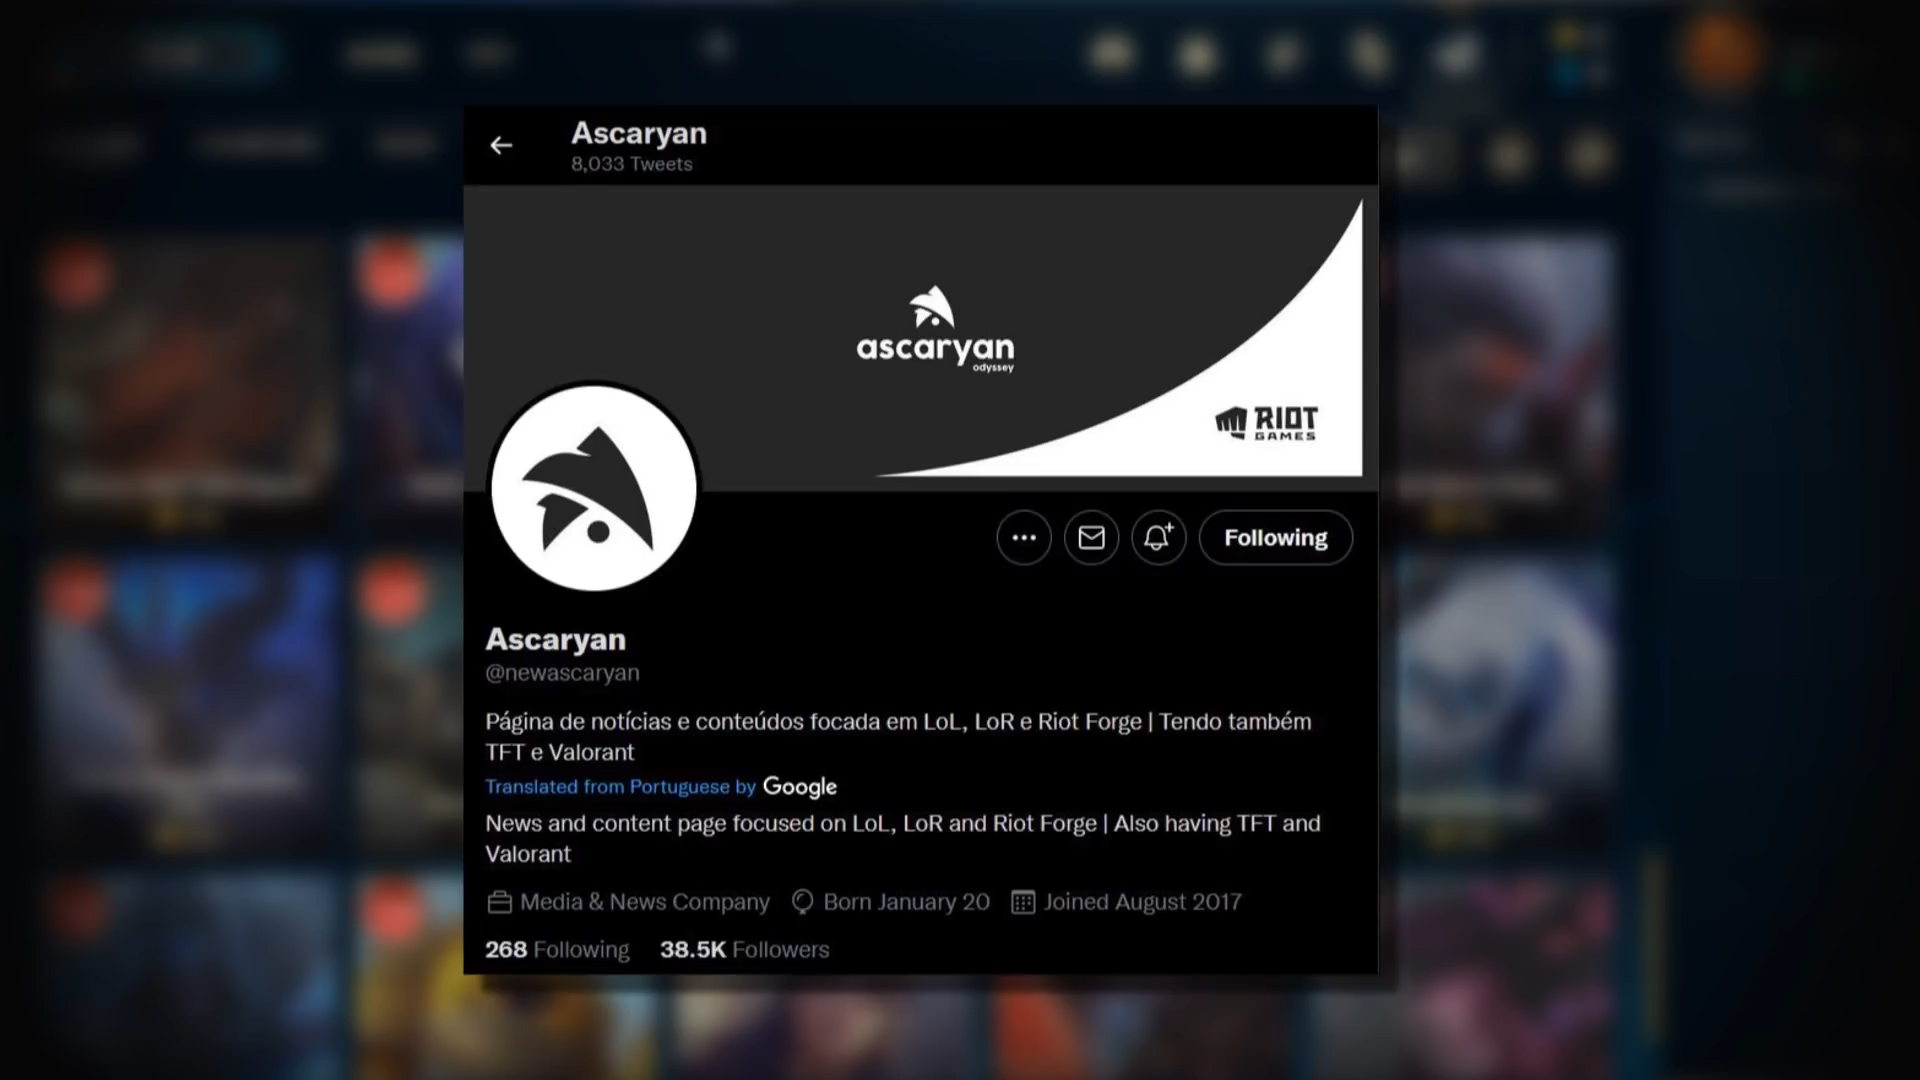 Ascaryan
8,033 Tweets
ascaryan
odyssey
RIOT
GAMES
Following
Ascaryan
@newascaryan
Página de notícias e conteúdos focada em LoL, LoR e Riot Forge | Tendo também
TFT e Valorant
Translated from Portuguese by Google
News and content page focused on LoL, LoR and Riot Forge | Also having TFT and
Valorant
Media & News Company Born January 20 Joined August 2017
268 Following 38.5K Followers